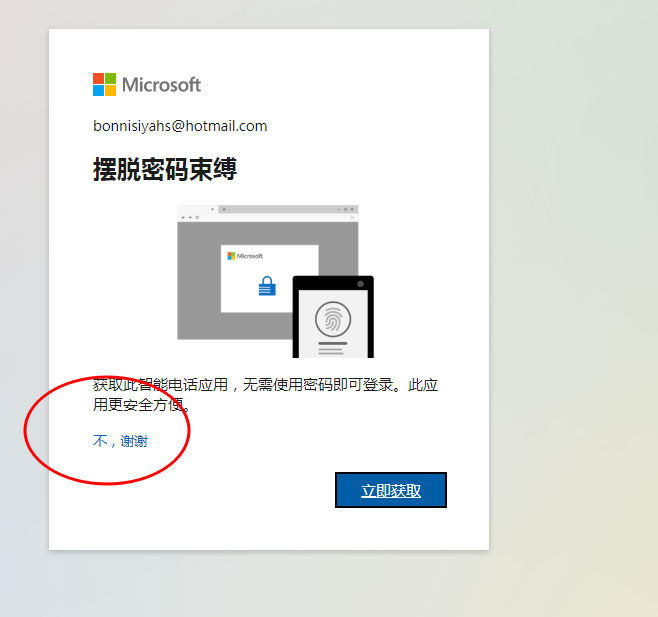 Microsoft
bonnisiyahs@hotmail.com
摆脱密码束缚
Microsoft
获取此智能电话应用，无需使用密码即可登录。此应
用更安全方便。
不，谢谢
立即获取